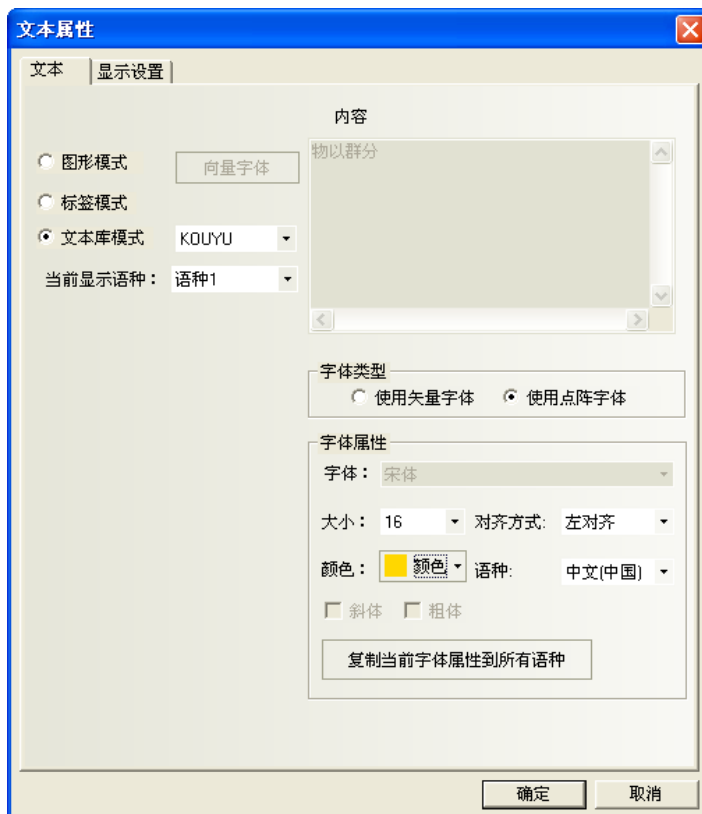 文本属性
文本 显示设置
内容
图形模式 向量字体 物以群分
标签模式
文本库模式 KOUYU
当前显示语种： 语种1
字体类型
使用矢量字体 使用点阵字体
字体属性
字体： 宋体
大小： 16 对齐方式: 左对齐
颜色： 颜色 语种: 中文(中国)
斜体 粗体
复制当前字体属性到所有语种
确定 取消